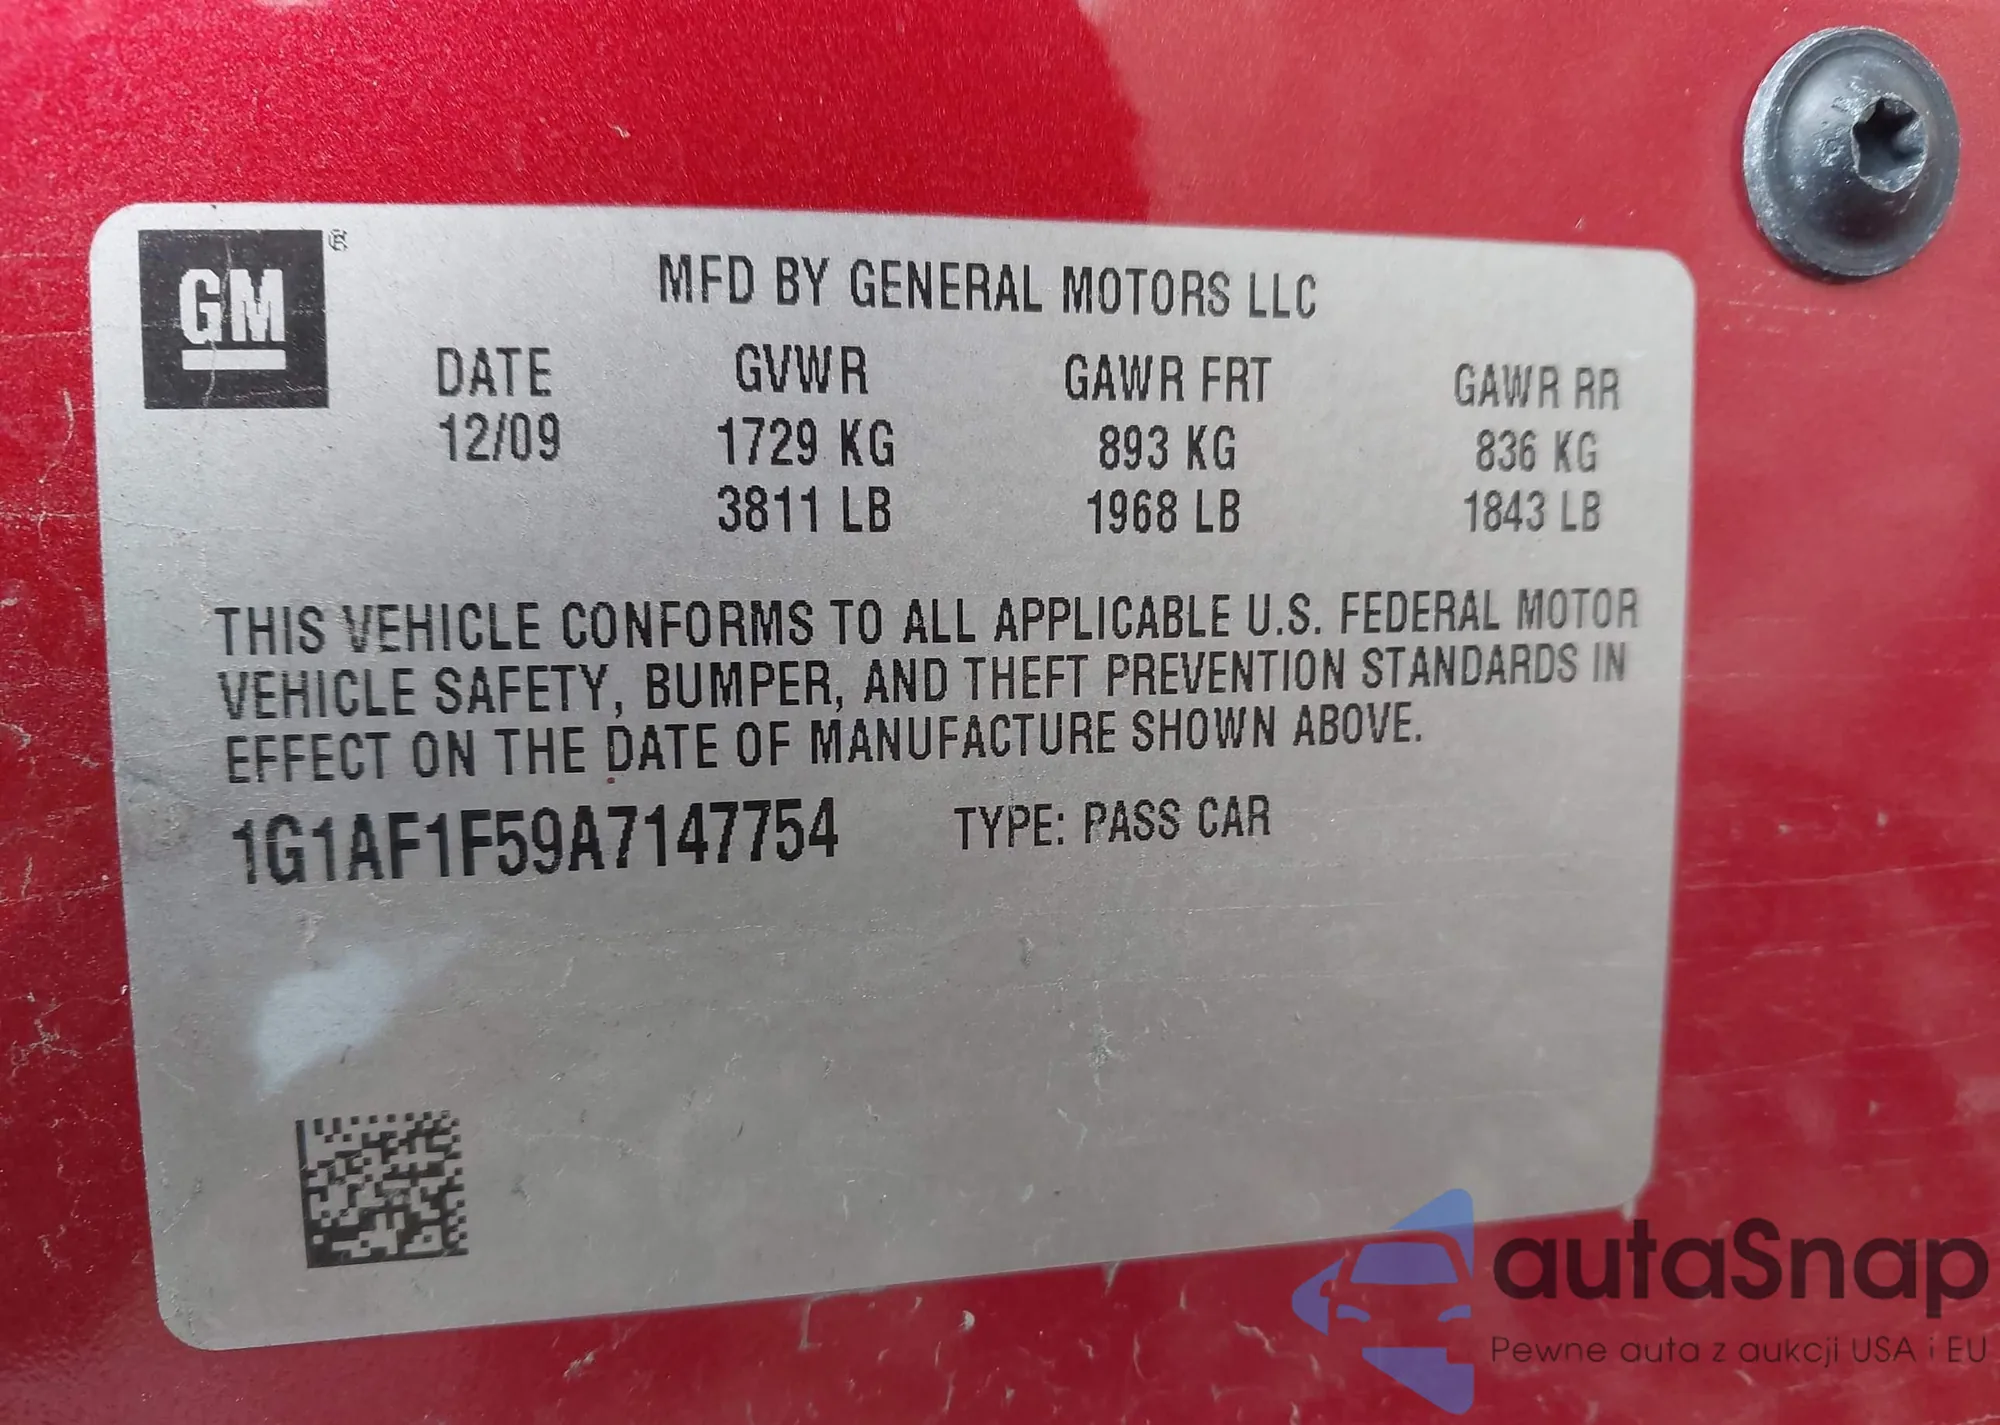 GM ®
MFD BY GENERAL MOTORS LLC
DATE GVWR GAWR FRT GAWR RR
12/09 1729 KG 893 KG 836 KG
3811 LB 1968 LB 1843 LB
THIS VEHICLE CONFORMS TO ALL APPLICABLE U.S. FEDERAL MOTOR
VEHICLE SAFETY, BUMPER, AND THEFT PREVENTION STANDARDS IN
EFFECT ON THE DATE OF MANUFACTURE SHOWN ABOVE.
1G1AF1F59A7147754 TYPE: PASS CAR
autaSnap
Pewne auta z aukcji USA i EU